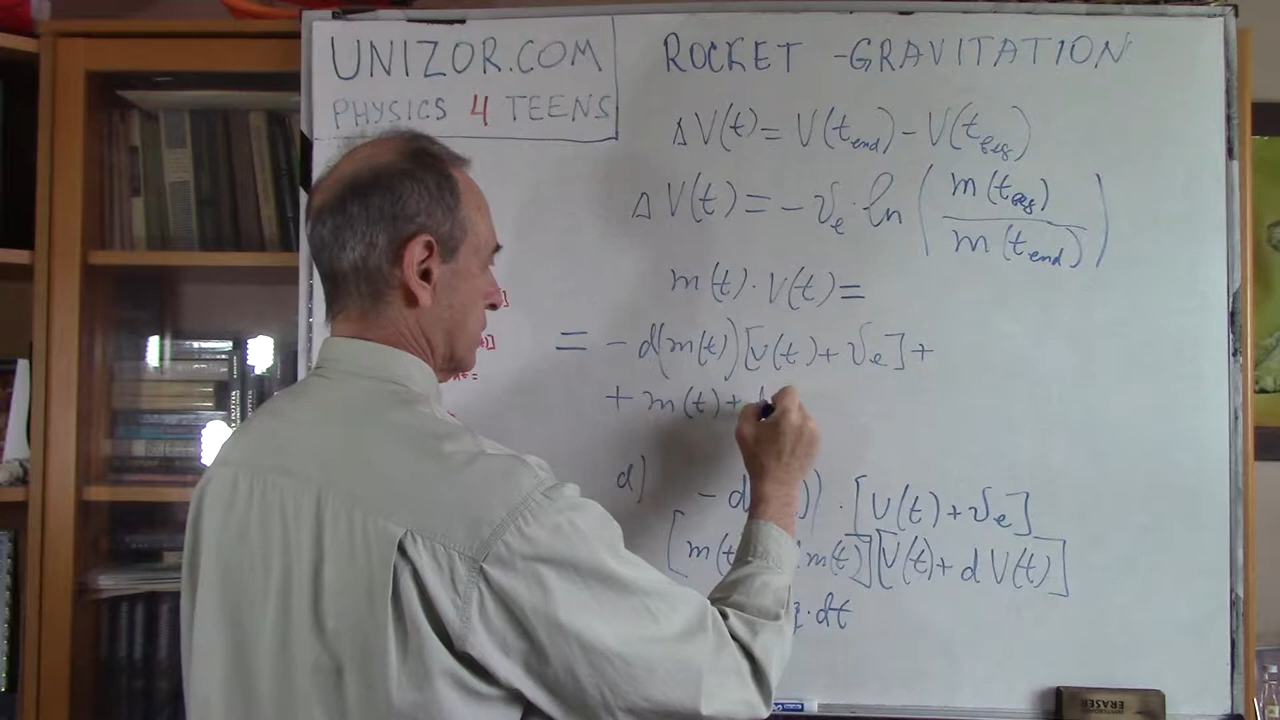 UNIZOR.COM
PHYSICS 4 TEENS
ROCKET - GRAVITATION
ΔV(t) = V(t_end) - V(t_beg)
ΔV(t) = - v_e · ln ( m(t_beg) / m(t_end) )
m(t) · V(t) =
= - d(m(t)) [V(t) + v_e] +
+ m(t) +
d)
- d )) · [V(t) + v_e]
[m(t m(t)] [V(t) + d V(t)]
· dt
ERASER